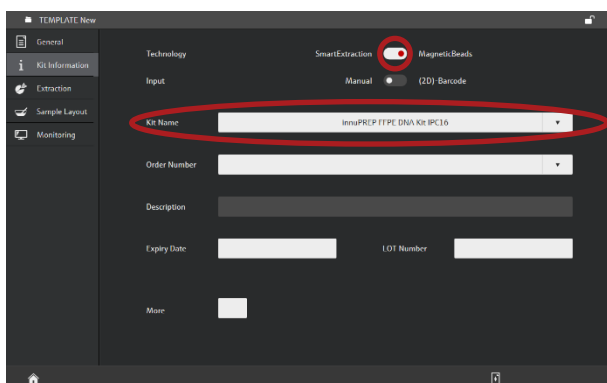 TEMPLATE New
General
Kit Information
Extraction
Sample Layout
Monitoring
Technology SmartExtraction MagneticBeads
Input Manual (2D)-Barcode
Kit Name innuPREP FFPE DNA Kit IPC16
Order Number
Description
Expiry Date LOT Number
More